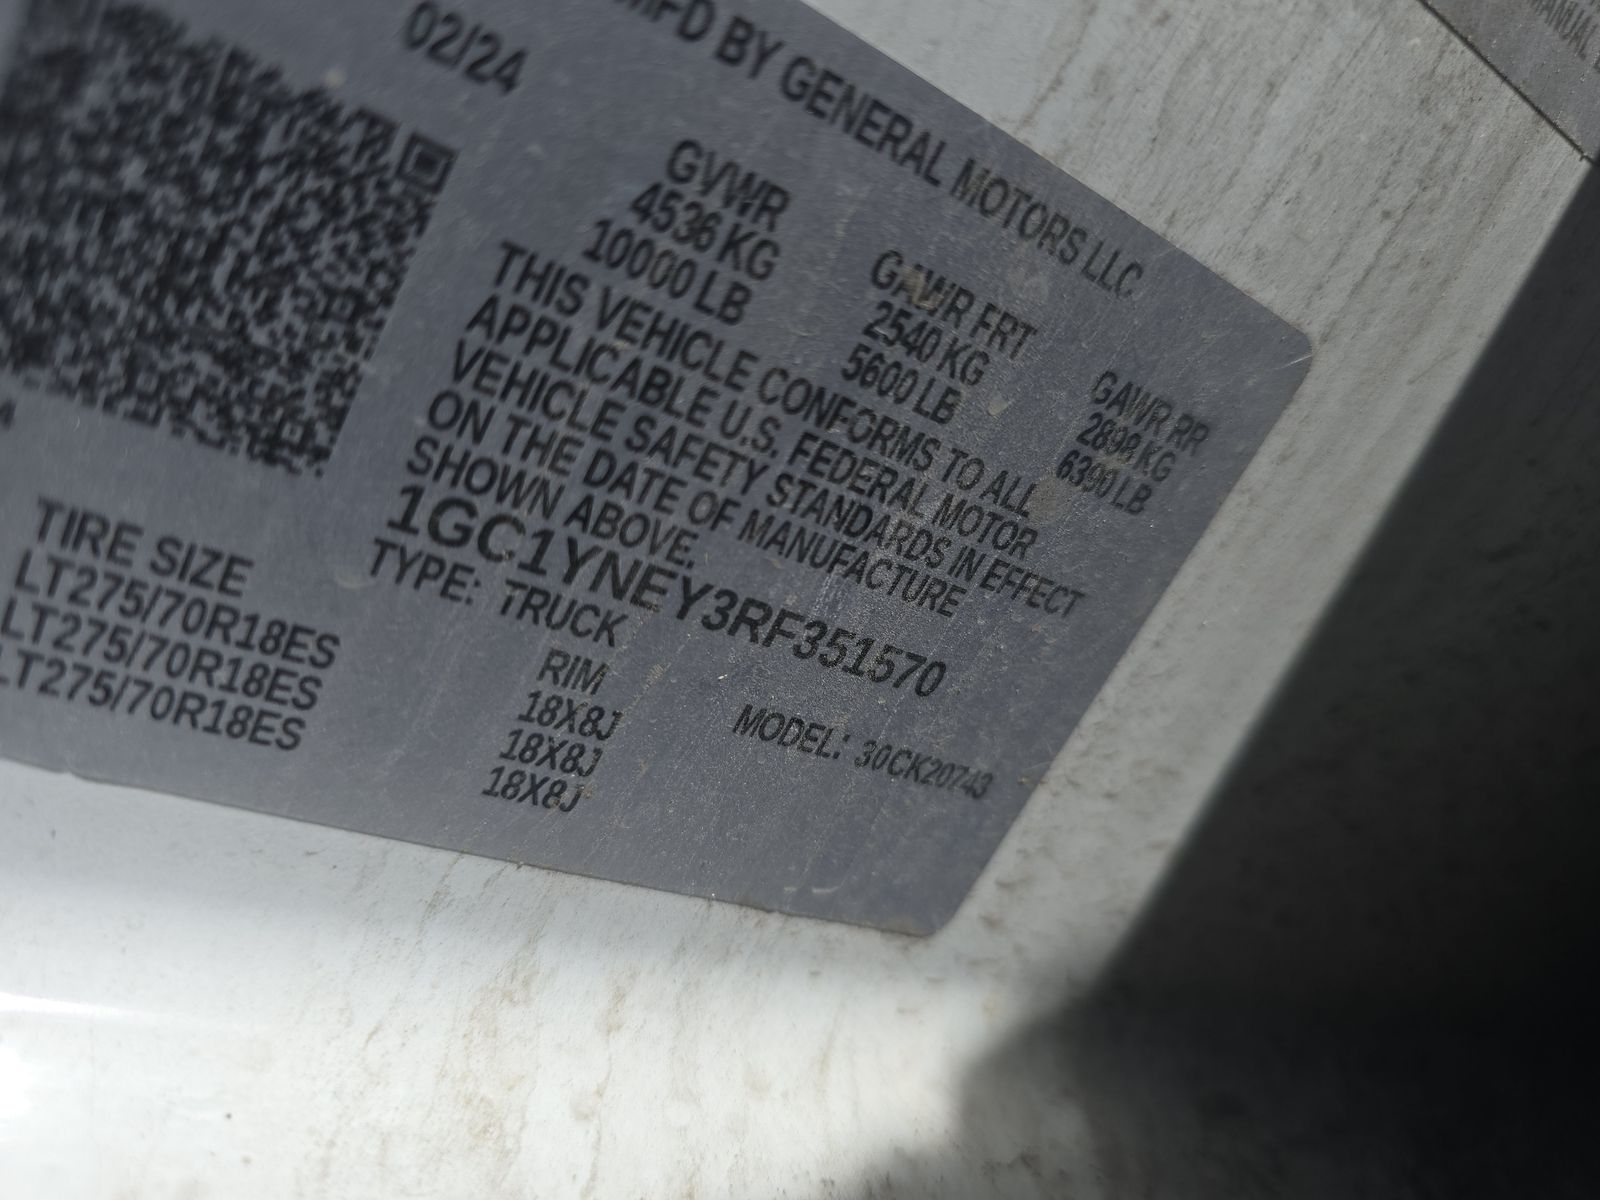 MFD BY GENERAL MOTORS LLC
02/24
GVWR GAWR FRT GAWR RR
4536 KG 2540 KG 2898 KG
10000 LB 5600 LB 6390 LB
THIS VEHICLE CONFORMS TO ALL
APPLICABLE U.S. FEDERAL MOTOR
VEHICLE SAFETY STANDARDS IN EFFECT
ON THE DATE OF MANUFACTURE
SHOWN ABOVE.
1GC1YNEY3RF351570
TYPE: TRUCK MODEL: 30CK20743
TIRE SIZE RIM
LT275/70R18ES 18X8J
LT275/70R18ES 18X8J
LT275/70R18ES 18X8J
MANUAL